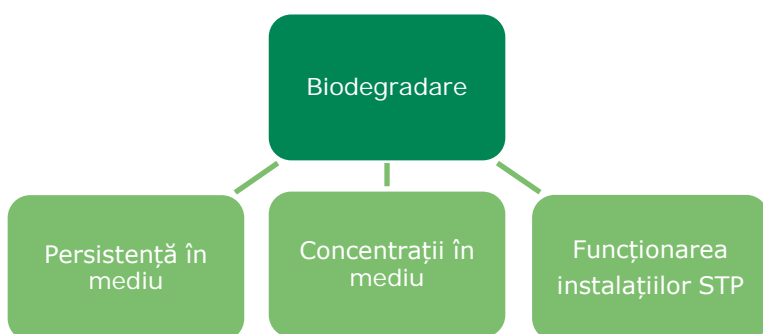 Biodegradare
Persistență în
mediu
Concentrații în
mediu
Funcționarea
instalațiilor STP